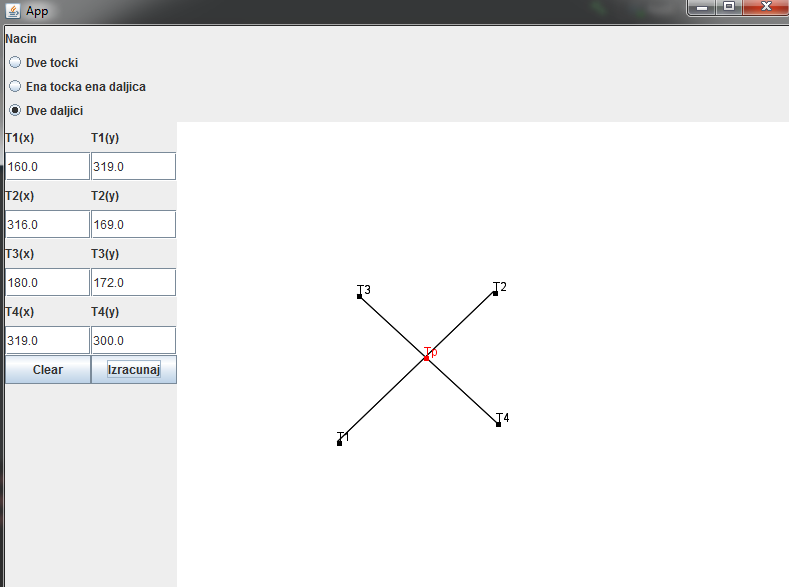 App
Nacin
Dve tocki
Ena tocka ena daljica
Dve daljici
T1(x) T1(y)
160.0 319.0
T2(x) T2(y)
316.0 169.0
T3(x) T3(y)
180.0 172.0
T4(x) T4(y)
319.0 300.0
Clear Izracunaj
T3 T2
Tp
T1 T4